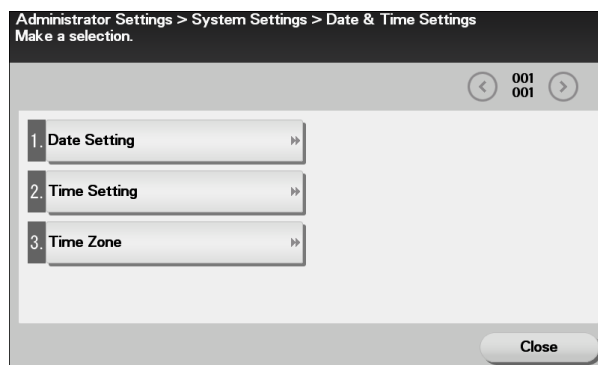 Administrator Settings > System Settings > Date & Time Settings
Make a selection.
001
001
1. Date Setting
2. Time Setting
3. Time Zone
Close